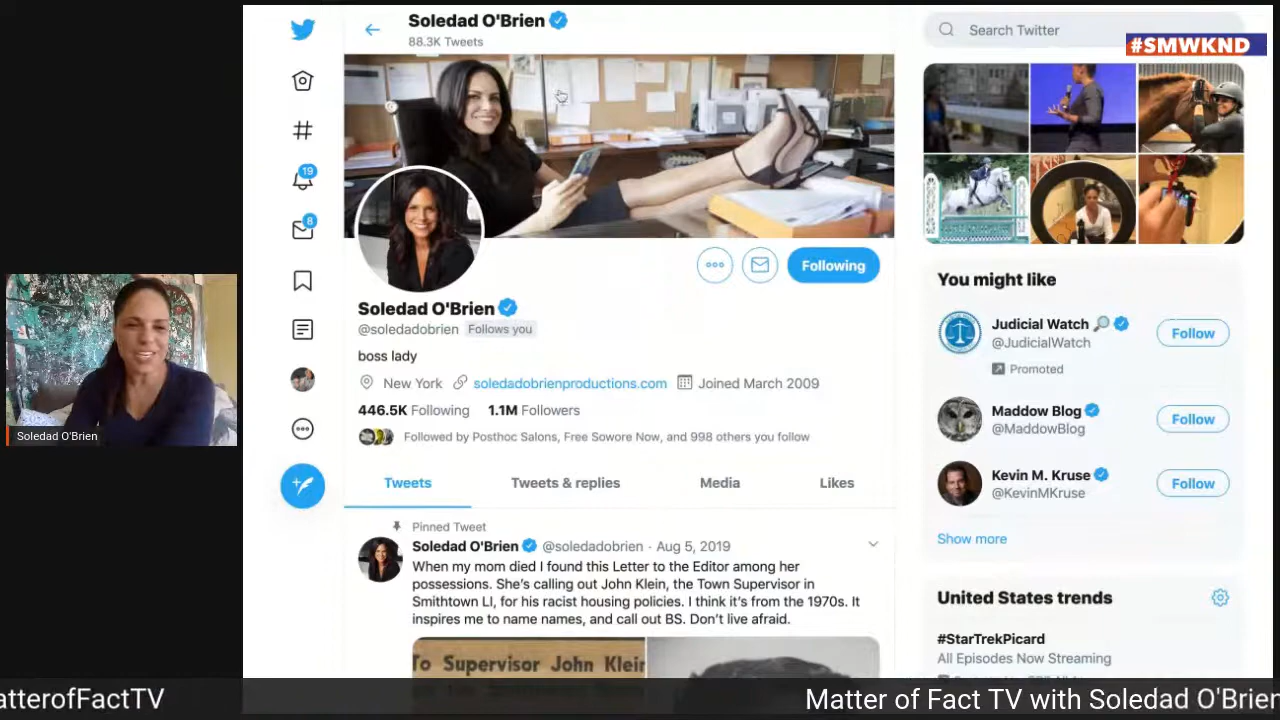 Soledad O'Brien
88.3K Tweets
Search Twitter
#SMWKND
19
8
Following
Soledad O'Brien
@soledadobrien Follows you
boss lady
New York soledadobrienproductions.com Joined March 2009
446.5K Following 1.1M Followers
Followed by Posthoc Salons, Free Sowore Now, and 998 others you follow
Tweets Tweets & replies Media Likes
Pinned Tweet
Soledad O'Brien @soledadobrien · Aug 5, 2019
When my mom died I found this Letter to the Editor among her
possessions. She's calling out John Klein, the Town Supervisor in
Smithtown LI, for his racist housing policies. I think it's from the 1970s. It
inspires me to name names, and call out BS. Don't live afraid.
To Supervisor John Klein
You might like
Judicial Watch
@JudicialWatch
Follow
Promoted
Maddow Blog
@MaddowBlog
Follow
Kevin M. Kruse
@KevinMKruse
Follow
Show more
United States trends
#StarTrekPicard
All Episodes Now Streaming
Soledad O'Brien
atterofFactTV
Matter of Fact TV with Soledad O'Brien